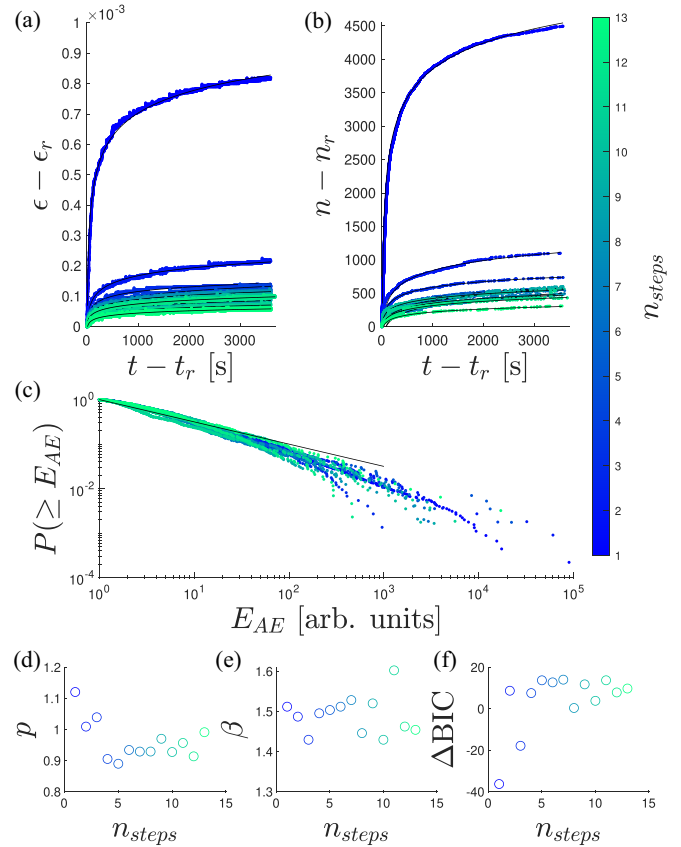 (a)
×10⁻³
1
0.9
0.8
0.7
0.6
0.5
0.4
0.3
0.2
0.1
0
ϵ − ϵᵣ
0 1000 2000 3000
t − tᵣ [s]
(b)
4500
4000
3500
3000
2500
2000
1500
1000
500
0
n − nᵣ
0 1000 2000 3000
t − tᵣ [s]
13
12
11
10
9
8
7
6
5
4
3
2
1
n_steps
(c)
10⁰
10⁻²
10⁻⁴
P(≥ E_AE)
10⁰ 10¹ 10² 10³ 10⁴ 10⁵
E_AE [arb. units]
(d)
1.2
1.1
1
0.9
0.8
p
0 5 10 15
n_steps
(e)
1.6
1.5
1.4
1.3
β
0 5 10 15
n_steps
(f)
20
0
-20
-40
ΔBIC
0 5 10 15
n_steps